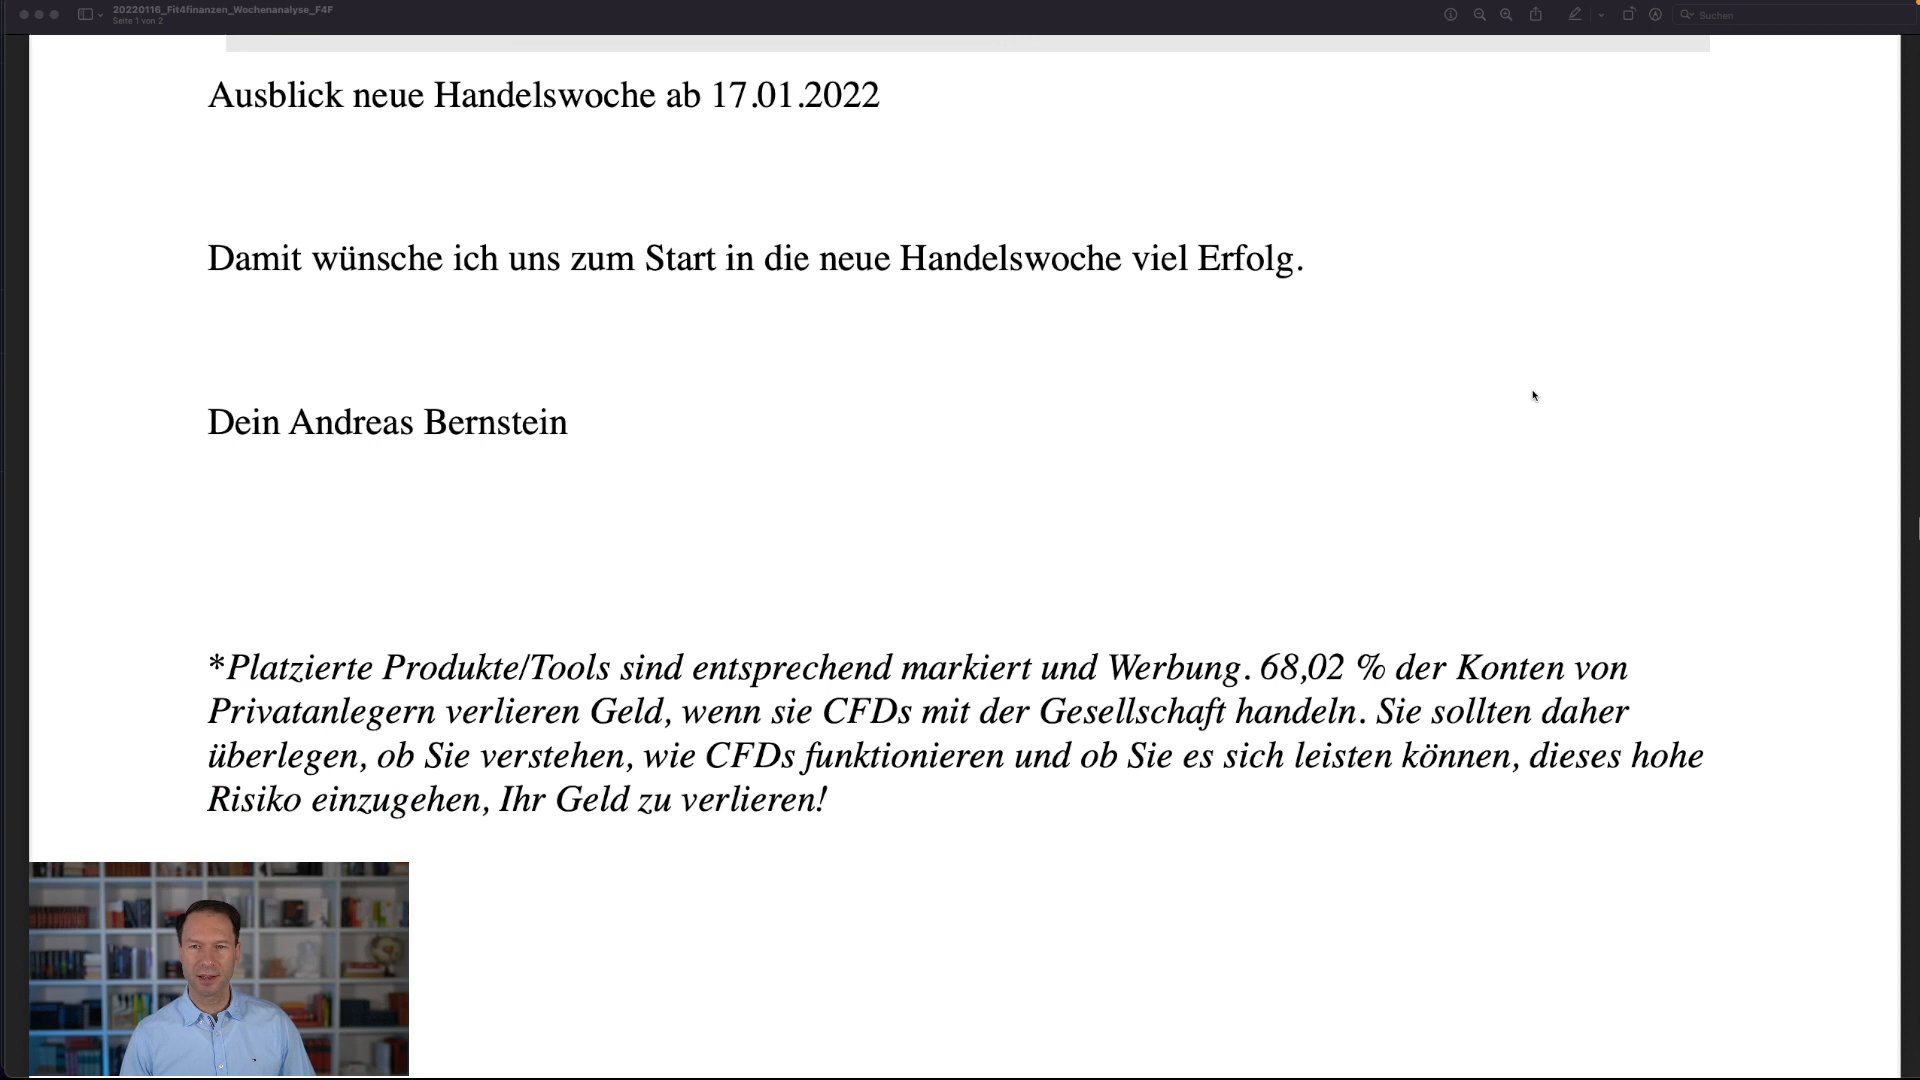 20220116_Fit4finanzen_Wochenanalyse_F4F
Seite 1 von 2
Suchen
Ausblick neue Handelswoche ab 17.01.2022
Damit wünsche ich uns zum Start in die neue Handelswoche viel Erfolg.
Dein Andreas Bernstein
*Platzierte Produkte/Tools sind entsprechend markiert und Werbung. 68,02 % der Konten von
Privatanlegern verlieren Geld, wenn sie CFDs mit der Gesellschaft handeln. Sie sollten daher
überlegen, ob Sie verstehen, wie CFDs funktionieren und ob Sie es sich leisten können, dieses hohe
Risiko einzugehen, Ihr Geld zu verlieren!